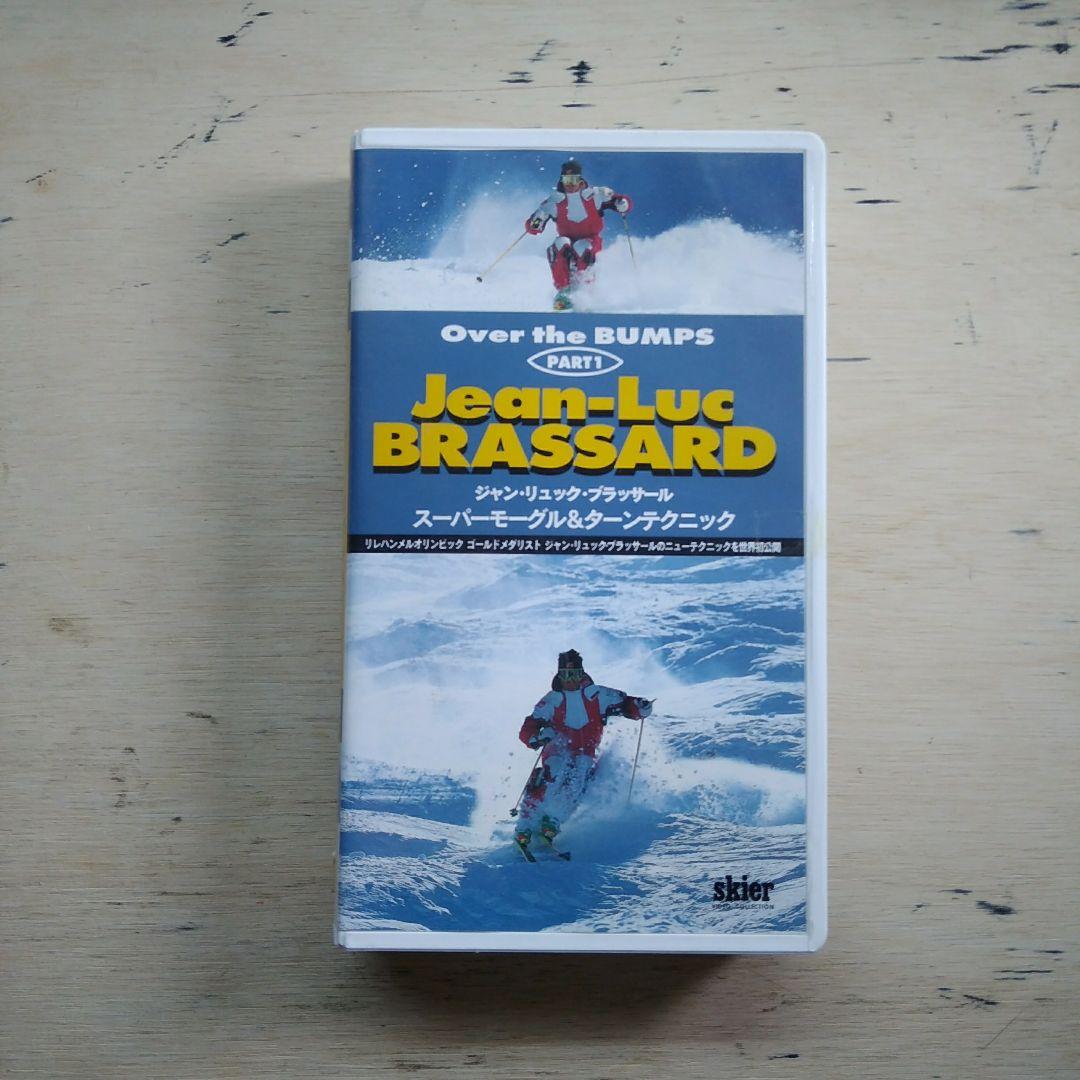 Over the BUMPS
PART 1
Jean-Luc
BRASSARD
ジャン・リュック・ブラッサール
スーパーモーグル&ターンテクニック
リレハンメルオリンピック ゴールドメダリスト ジャン・リュックブラッサールのニューテクニックを世界初公開
skier
VIDEO COLLECTION